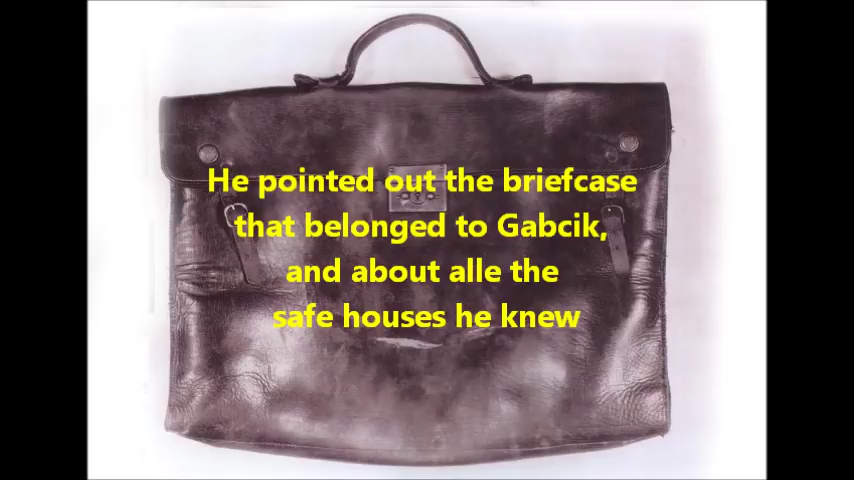 He pointed out the briefcase
that belonged to Gabcik,
and about alle the
safe houses he knew